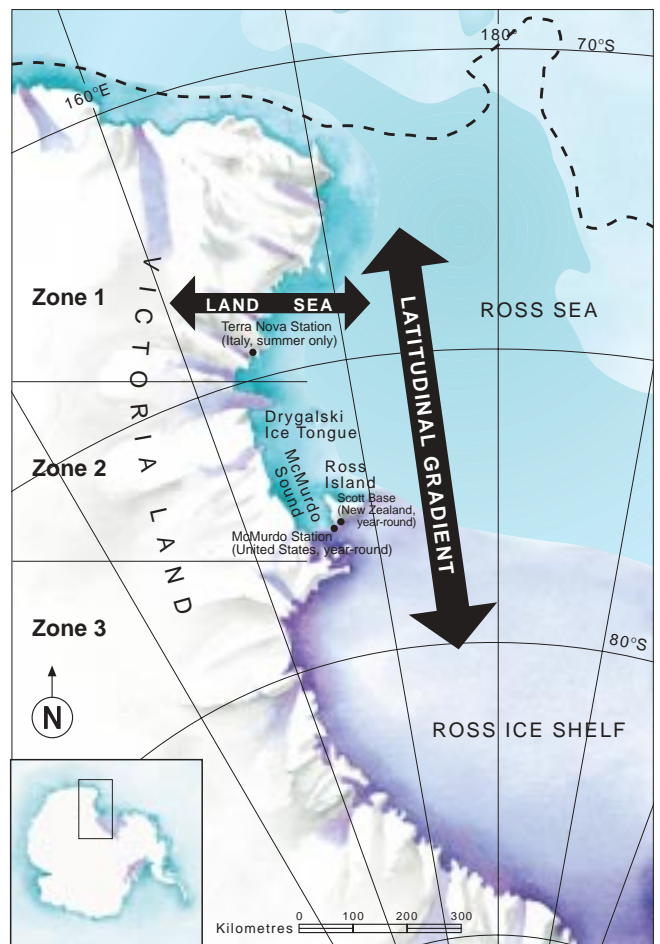 180°
70°S
160°E
Zone 1
VICTORIA LAND
LAND SEA
LATITUDINAL GRADIENT
ROSS SEA
Terra Nova Station
(Italy, summer only)
Drygalski
Ice Tongue
Zone 2
McMurdo
Sound
Ross
Island
Scott Base
(New Zealand,
year-round)
McMurdo Station
(United States, year-round)
Zone 3
80°S
N
ROSS ICE SHELF
Kilometres 0 100 200 300